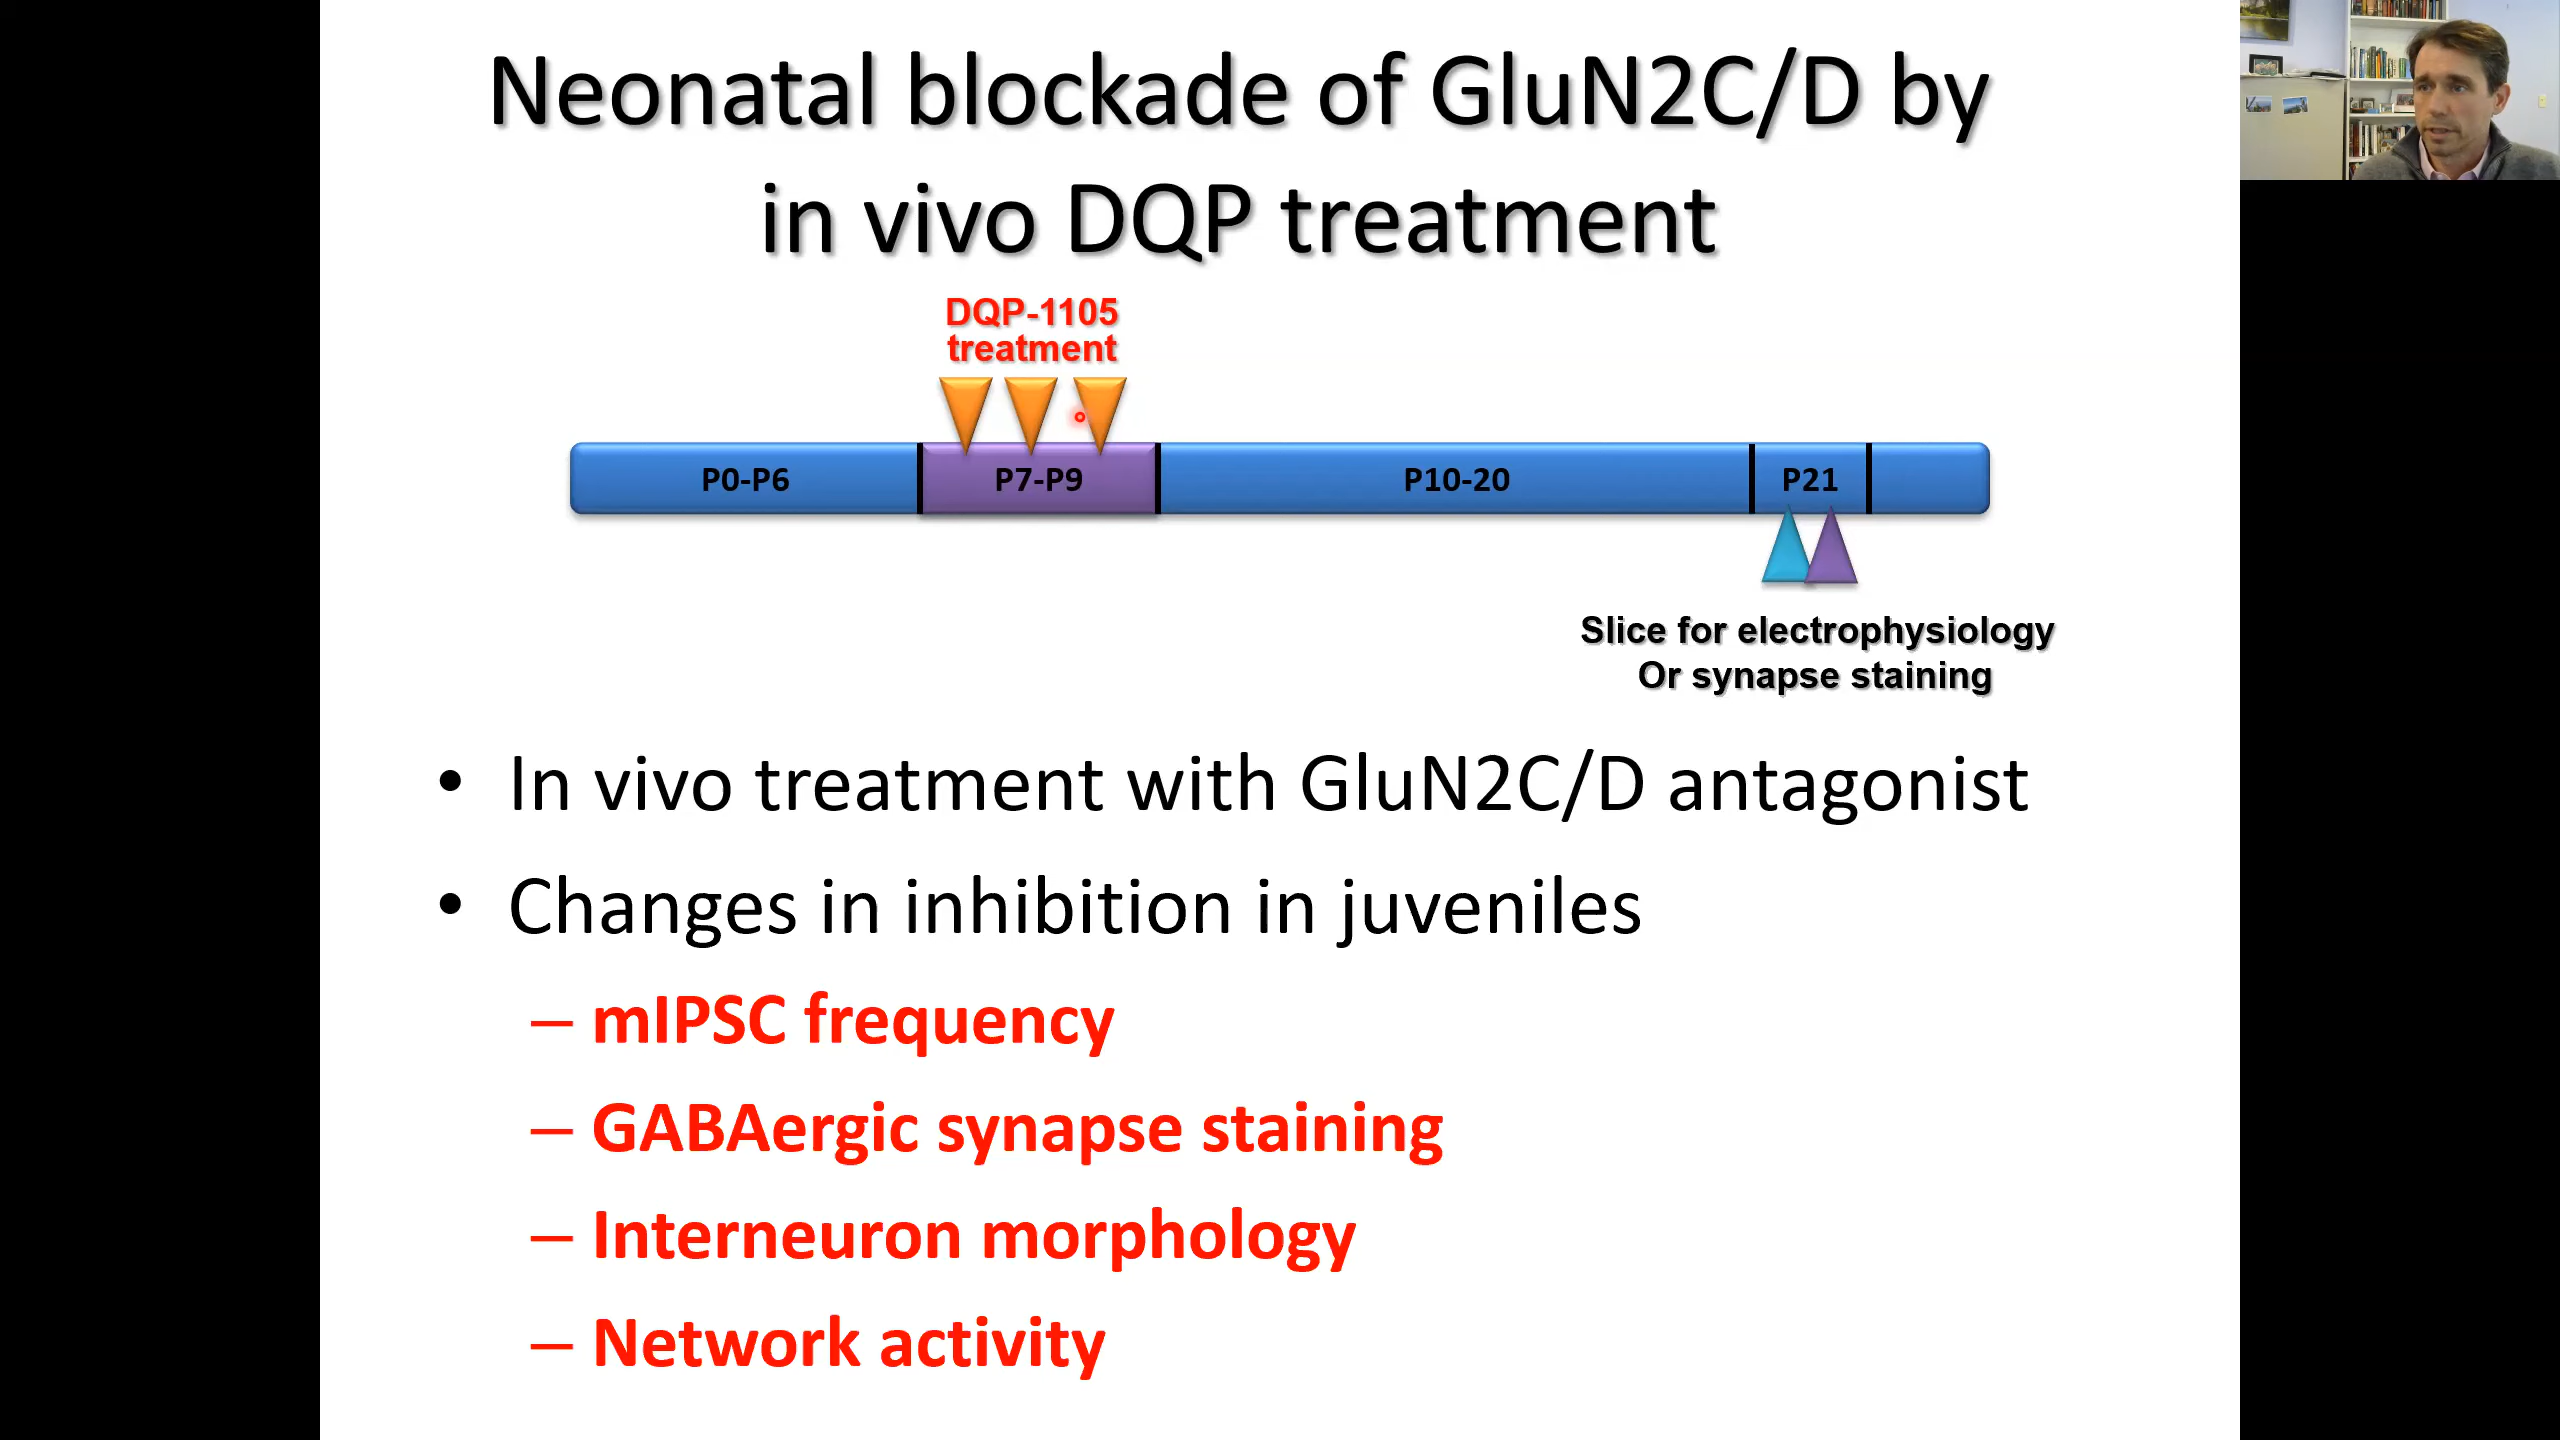 Neonatal blockade of GluN2C/D by
in vivo DQP treatment
DQP-1105
treatment
P0-P6
P7-P9
P10-20
P21
Slice for electrophysiology
Or synapse staining
• In vivo treatment with GluN2C/D antagonist
• Changes in inhibition in juveniles
– mIPSC frequency
– GABAergic synapse staining
– Interneuron morphology
– Network activity